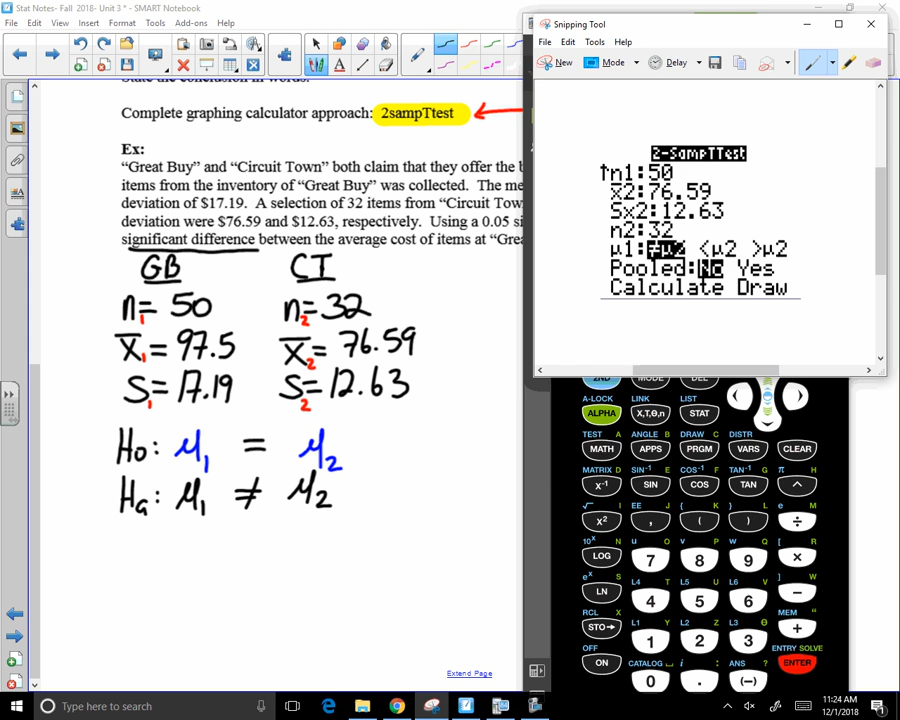 Stat Notes- Fall 2018- Unit 3 * - SMART Notebook
File Edit View Insert Format Tools Add-ons Help
State the conclusion in words.
Complete graphing calculator approach: 2sampTtest
Ex:
"Great Buy" and "Circuit Town" both claim that they offer the b
items from the inventory of "Great Buy" was collected. The me
deviation of $17.19. A selection of 32 items from "Circuit Tow
deviation were $76.59 and $12.63, respectively. Using a 0.05 si
significant difference between the average cost of items at "Grea
GB CT
n₁= 50 n₂= 32
x̄₁ = 97.5 x̄₂ = 76.59
S₁ = 17.19 S₂ = 12.63
Ho: μ₁ = μ₂
Ha: μ₁ ≠ μ₂
Extend Page
Snipping Tool
File Edit Tools Help
New Mode Delay
2-SampTTest
↑n1:50
x̄2:76.59
Sx2:12.63
n2:32
μ1:≠μ2 <μ2 >μ2
Pooled:No Yes
Calculate Draw
2ND MODE DEL
A-LOCK LINK LIST
ALPHA X,T,Θ,n STAT
TEST A ANGLE B DRAW C DISTR
MATH APPS PRGM VARS CLEAR
MATRIX D SIN⁻¹ E COS⁻¹ F TAN⁻¹ G π H
x⁻¹ SIN COS TAN ^
√ I EE J { K } L e M
x² , ( ) ÷
10ˣ N u O v P w Q [ R
LOG 7 8 9 ×
eˣ S L4 T L5 U L6 V ] W
LN 4 5 6 −
RCL X L1 Y L2 Z L3 Θ MEM "
STO→ 1 2 3 +
OFF CATALOG ␣ i : ANS ? ENTRY SOLVE
ON 0 . (−) ENTER
Type here to search
11:24 AM
12/1/2018
1